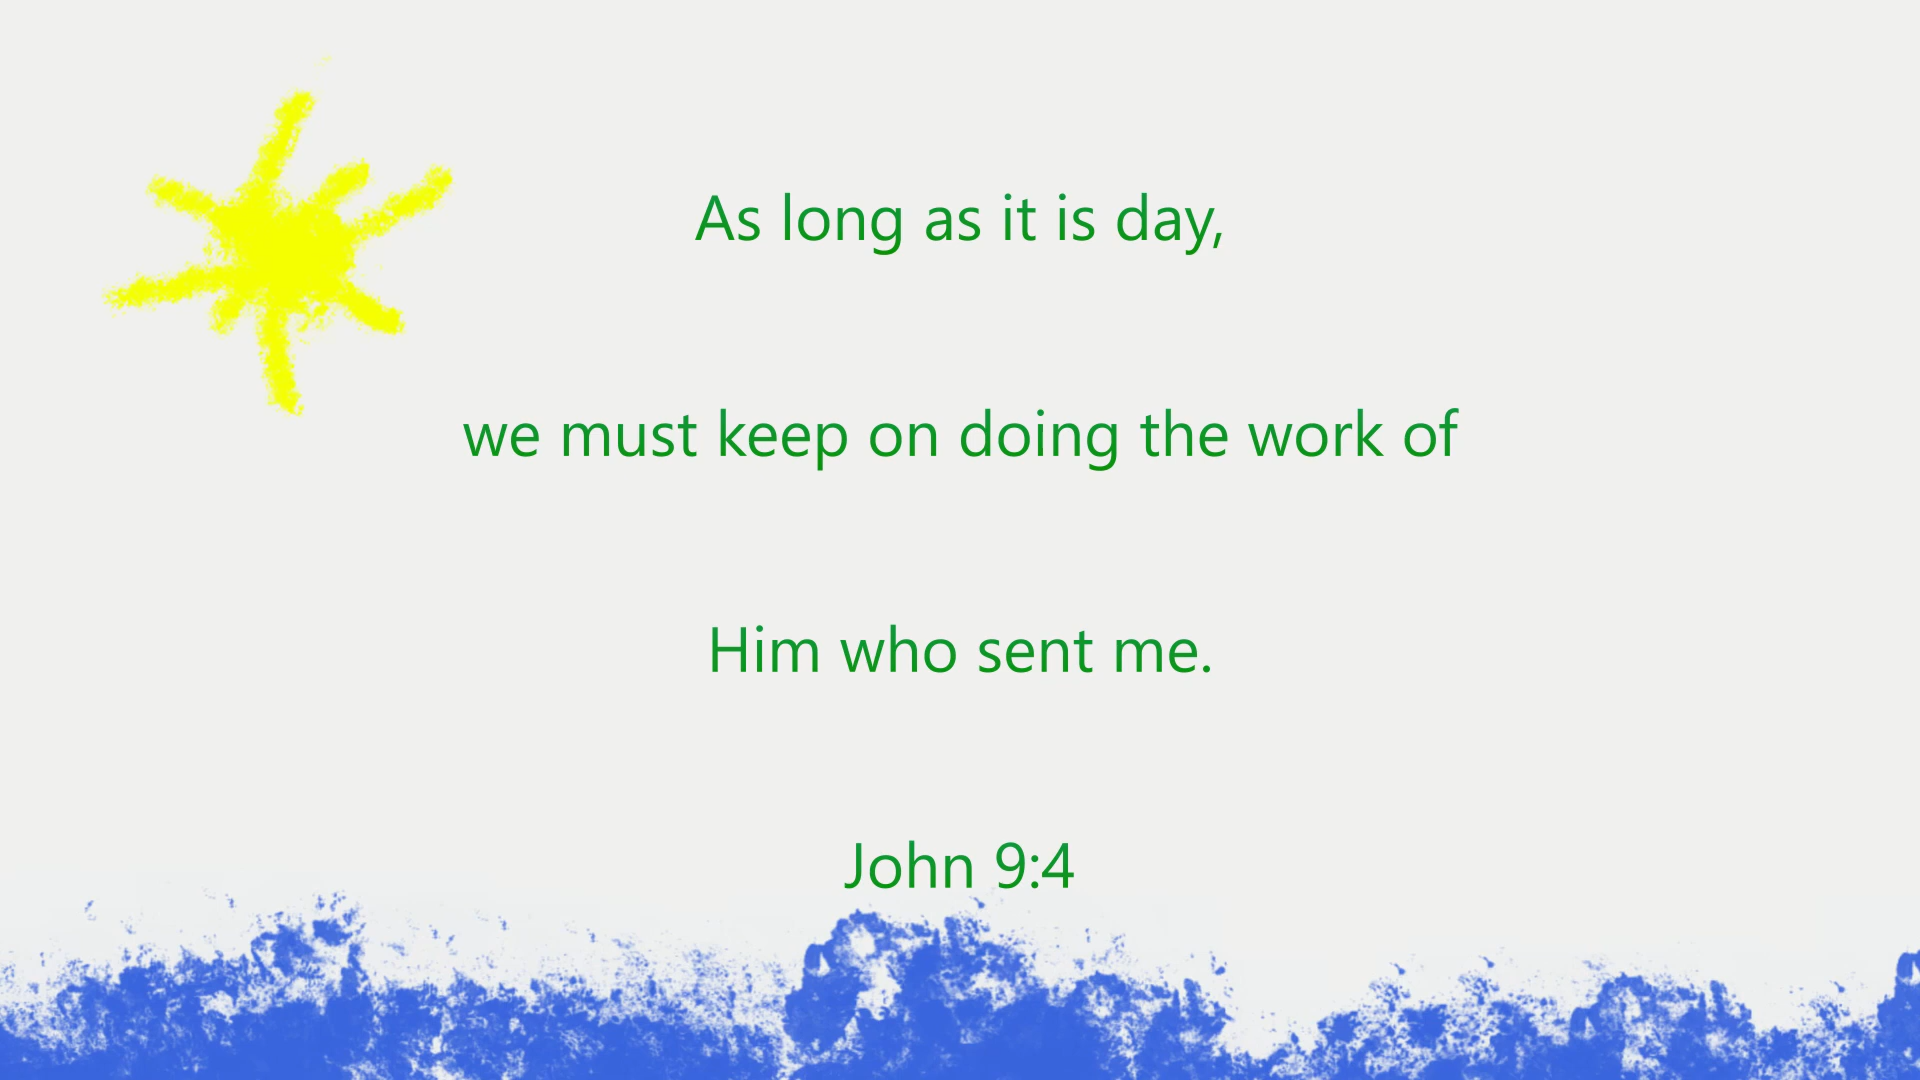 As long as it is day,
we must keep on doing the work of
Him who sent me.
John 9:4